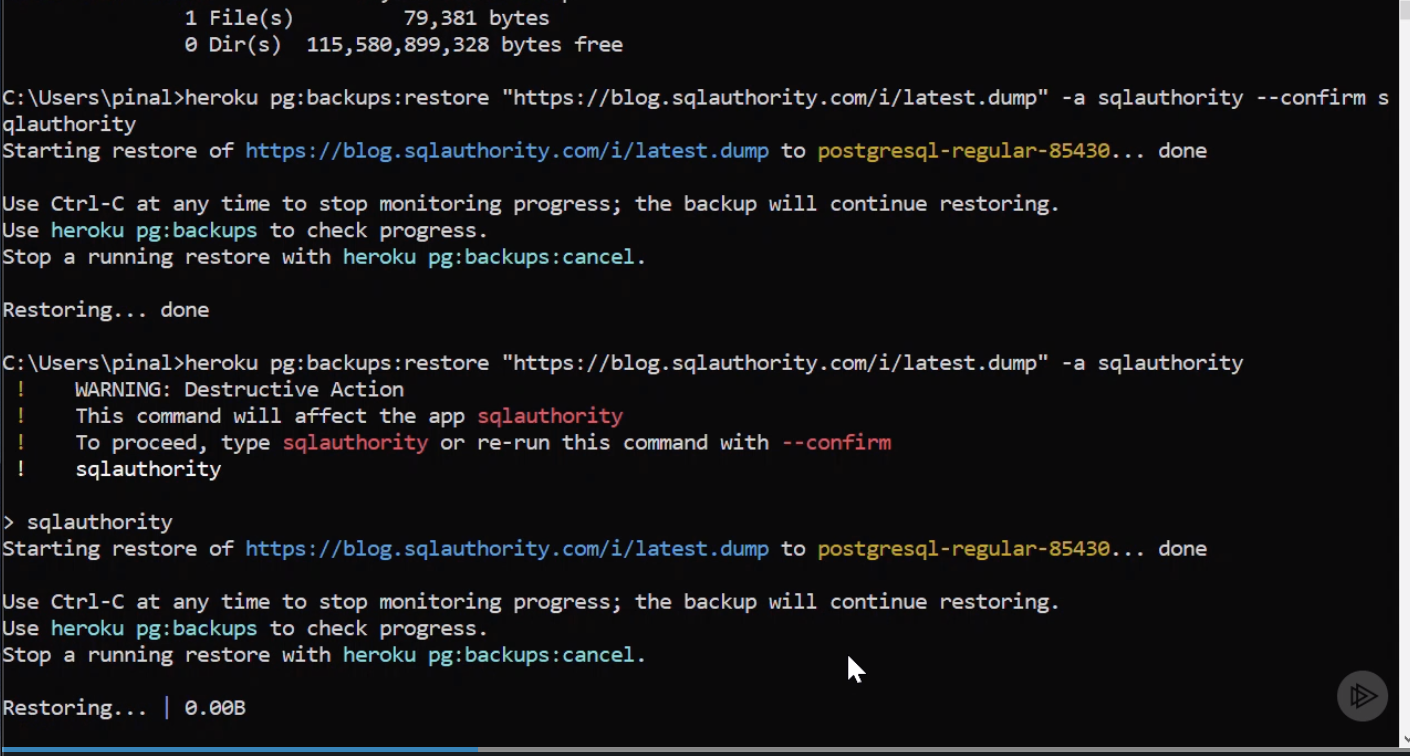 1 File(s) 79,381 bytes
0 Dir(s) 115,580,899,328 bytes free
C:\Users\pinal>heroku pg:backups:restore "https://blog.sqlauthority.com/i/latest.dump" -a sqlauthority --confirm s
qlauthority
Starting restore of https://blog.sqlauthority.com/i/latest.dump to postgresql-regular-85430... done
Use Ctrl-C at any time to stop monitoring progress; the backup will continue restoring.
Use heroku pg:backups to check progress.
Stop a running restore with heroku pg:backups:cancel.
Restoring... done
C:\Users\pinal>heroku pg:backups:restore "https://blog.sqlauthority.com/i/latest.dump" -a sqlauthority
! WARNING: Destructive Action
! This command will affect the app sqlauthority
! To proceed, type sqlauthority or re-run this command with --confirm
! sqlauthority
> sqlauthority
Starting restore of https://blog.sqlauthority.com/i/latest.dump to postgresql-regular-85430... done
Use Ctrl-C at any time to stop monitoring progress; the backup will continue restoring.
Use heroku pg:backups to check progress.
Stop a running restore with heroku pg:backups:cancel.
Restoring... | 0.00B